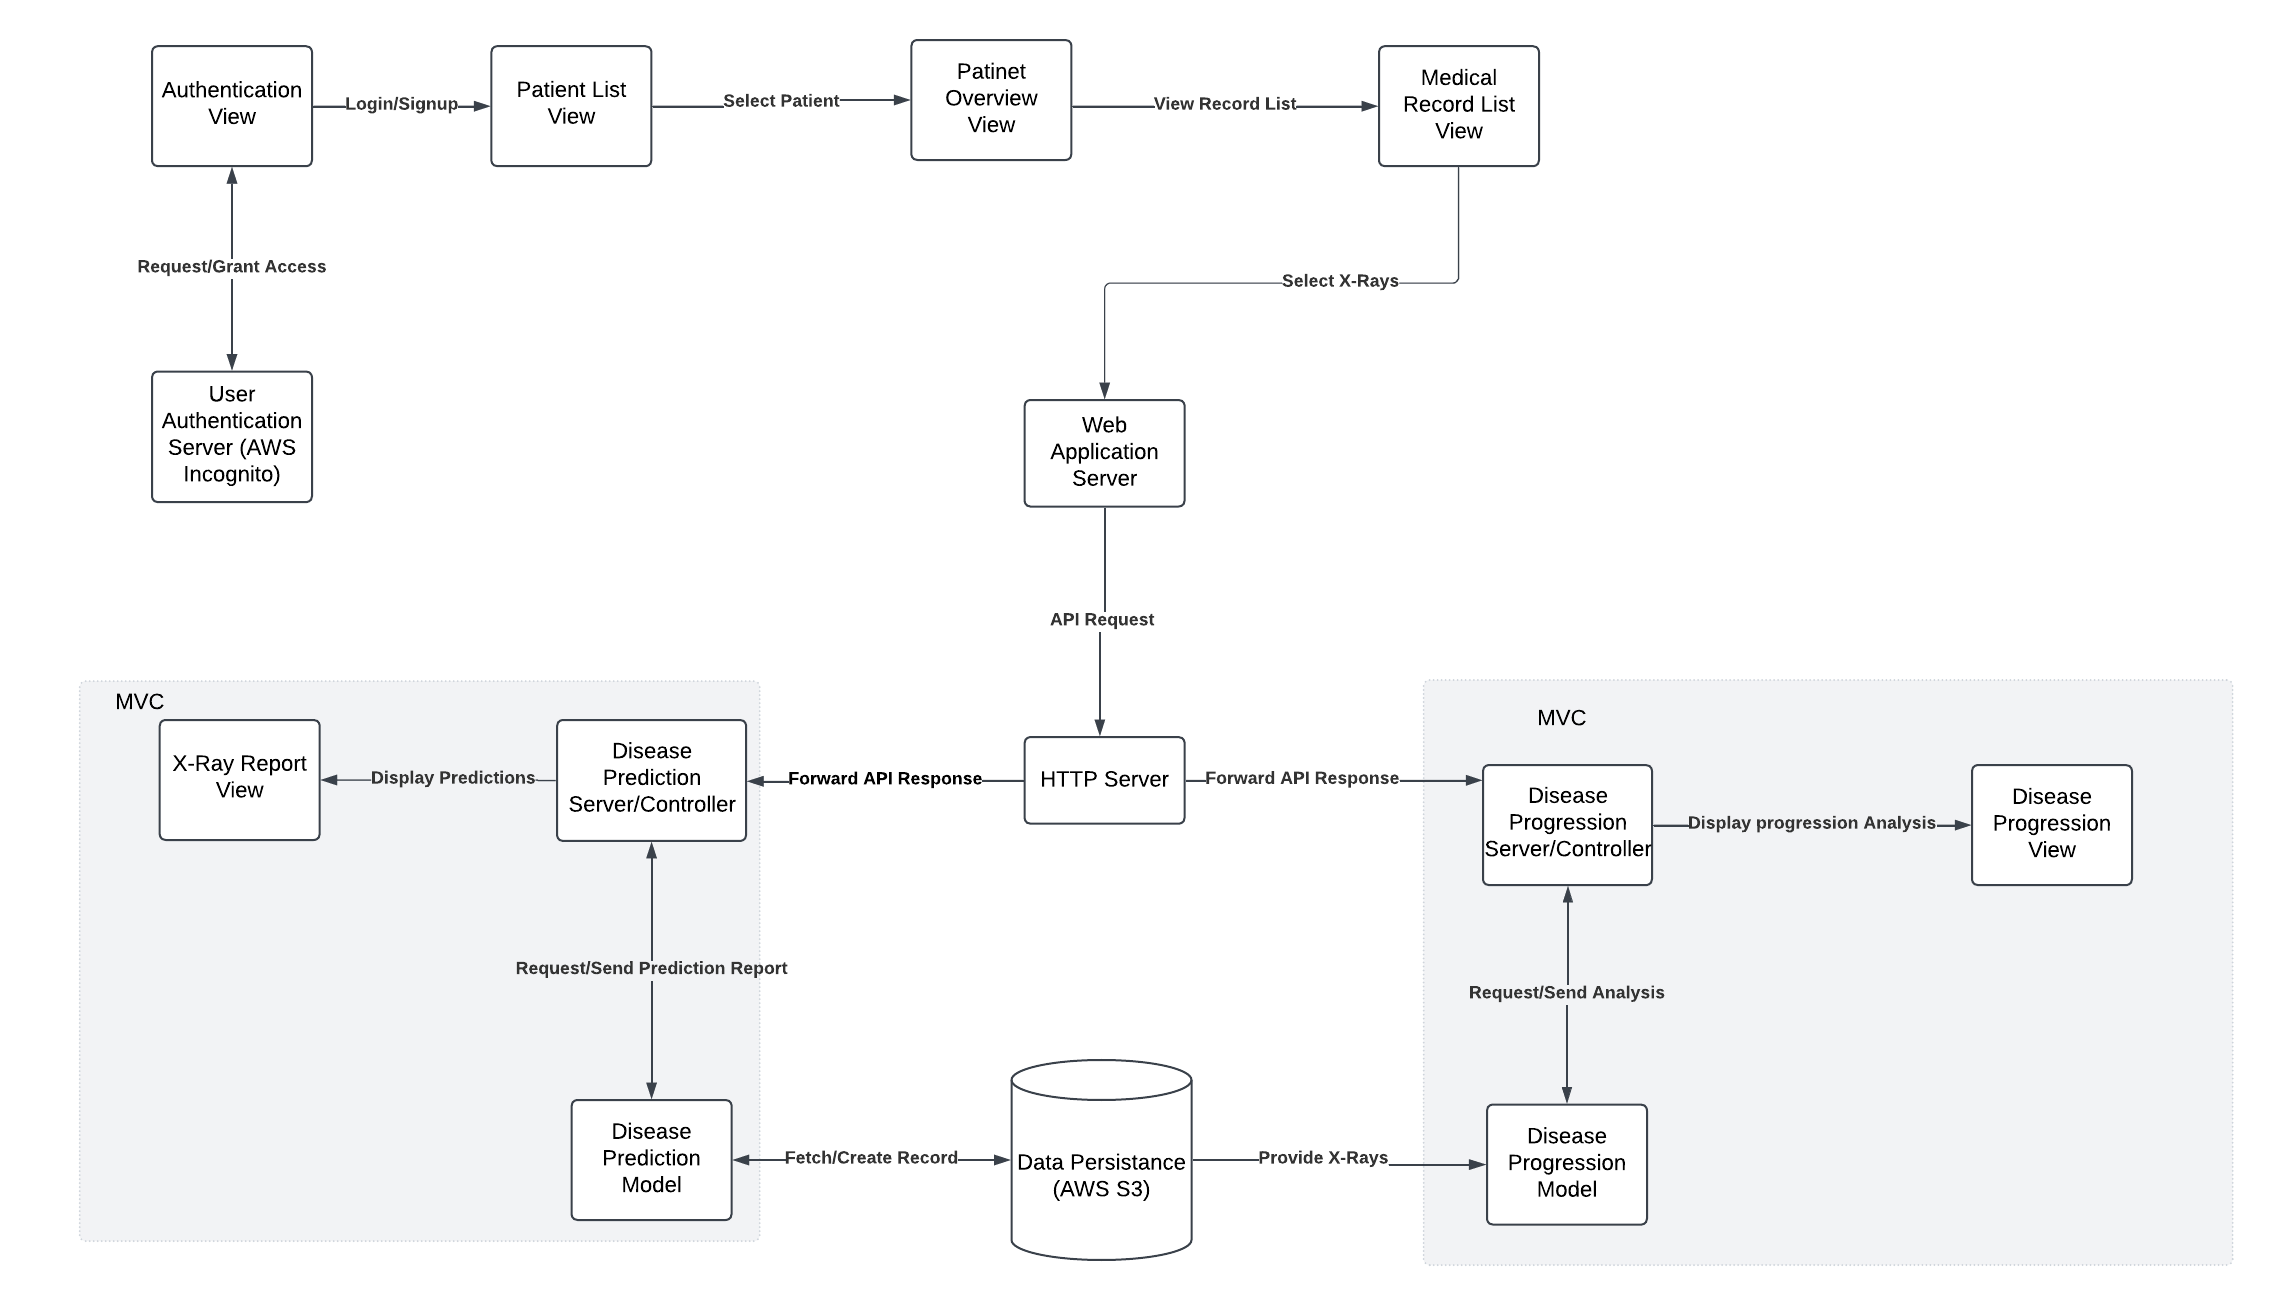 Authentication
View
Login/Signup
Patient List
View
Select Patient
Patinet
Overview
View
View Record List
Medical
Record List
View
Request/Grant Access
Select X-Rays
User
Authentication
Server (AWS
Incognito)
Web
Application
Server
API Request
MVC
X-Ray Report
View
Display Predictions
Disease
Prediction
Server/Controller
Forward API Response
HTTP Server
Forward API Response
MVC
Disease
Progression
Server/Controller
Display progression Analysis
Disease
Progression
View
Request/Send Prediction Report
Request/Send Analysis
Disease
Prediction
Model
Fetch/Create Record
Data Persistance
(AWS S3)
Provide X-Rays
Disease
Progression
Model